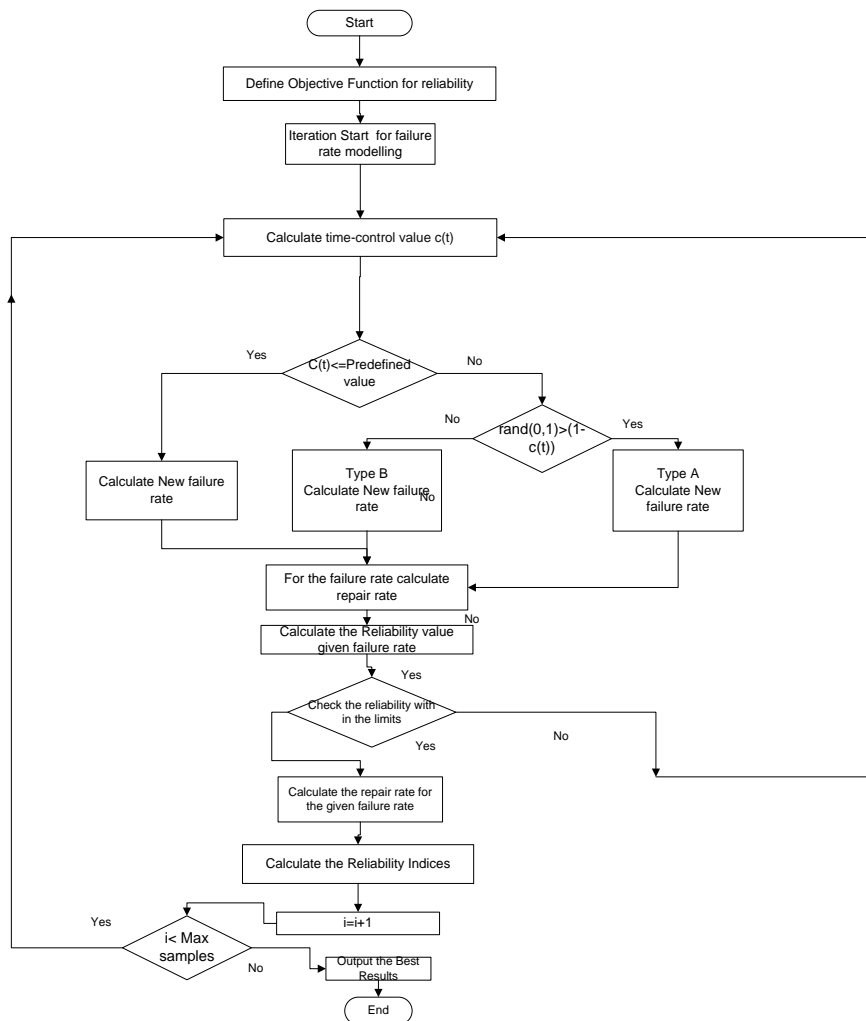 Start
Define Objective Function for reliability
Iteration Start for failure
rate modelling
Calculate time-control value c(t)
Yes
C(t)<=Predefined
value
No
No
rand(0,1)>(1-
c(t))
Yes
Calculate New failure
rate
Type B
Calculate New failure
rate
No
Type A
Calculate New
failure rate
For the failure rate calculate
repair rate
No
Calculate the Reliability value
given failure rate
Yes
Check the reliability with
in the limits
Yes
No
Calculate the repair rate for
the given failure rate
Calculate the Reliability Indices
i=i+1
Yes
i< Max
samples
No
Output the Best
Results
End